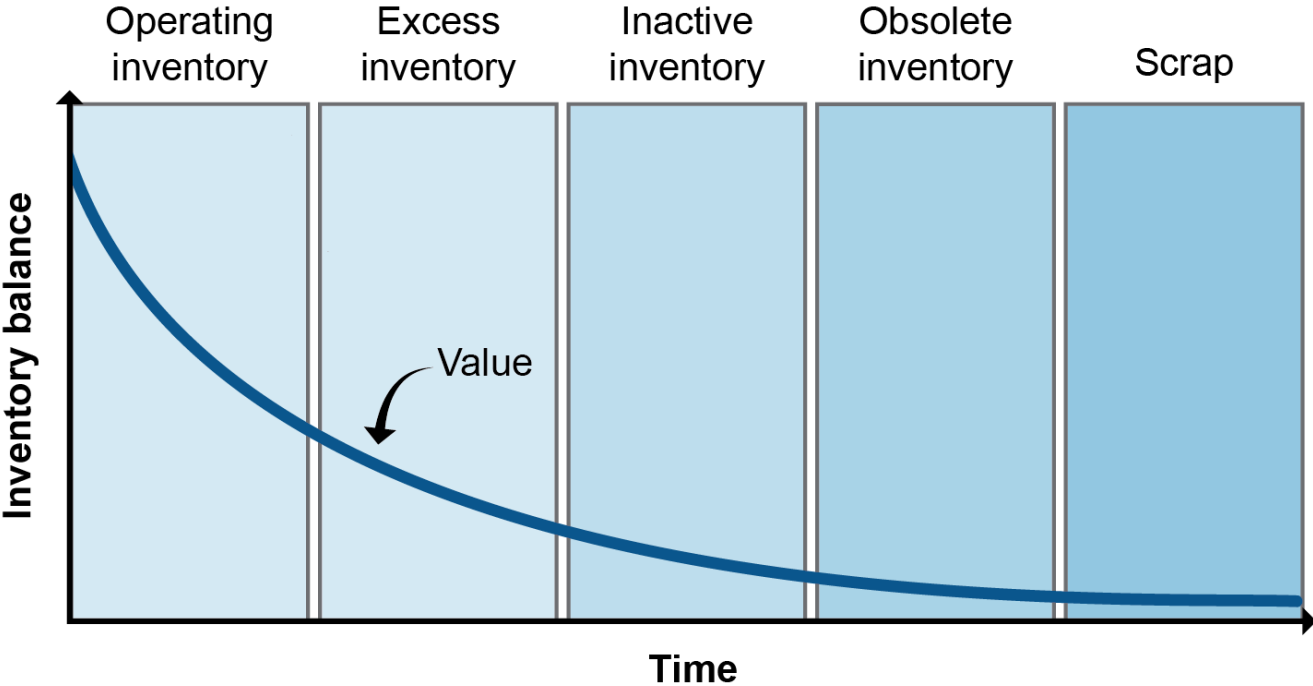 Operating
inventory
Excess
inventory
Inactive
inventory
Obsolete
inventory
Scrap
Inventory balance
Value
Time